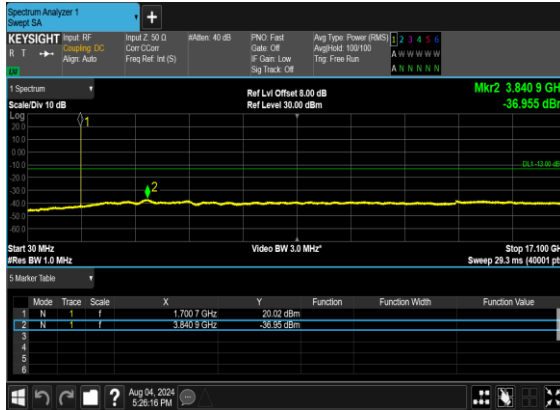 Spectrum Analyzer 1
Swept SA
KEYSIGHT
R T
LXI
Input: RF
Coupling: DC
Align: Auto
Input Z: 50 Ω
Corr CCorr
Freq Ref: Int (S)
#Atten: 40 dB
PNO: Fast
Gate: Off
IF Gain: Low
Sig Track: Off
Avg Type: Power (RMS)
Avg|Hold: 100/100
Trig: Free Run
1 2 3 4 5 6
A W W W W W
A N N N N N
1 Spectrum
Scale/Div 10 dB
Ref Lvl Offset 8.00 dB
Ref Level 30.00 dBm
Mkr2 3.840 9 GH
-36.955 dB
Log
20.0
10.0
0.00
-10.0
-20.0
-30.0
-40.0
-50.0
-60.0
1
2
DL1 -13.00 dB
Start 30 MHz
#Res BW 1.0 MHz
Video BW 3.0 MHz*
Stop 17.100 GH
Sweep 29.3 ms (40001 pt
5 Marker Table
Mode Trace Scale X Y Function Function Width Function Value
1 N 1 f 1.700 7 GHz 20.02 dBm
2 N 1 f 3.840 9 GHz -36.95 dBm
3
4
5
6
?
Aug 04, 2024
5:26:16 PM